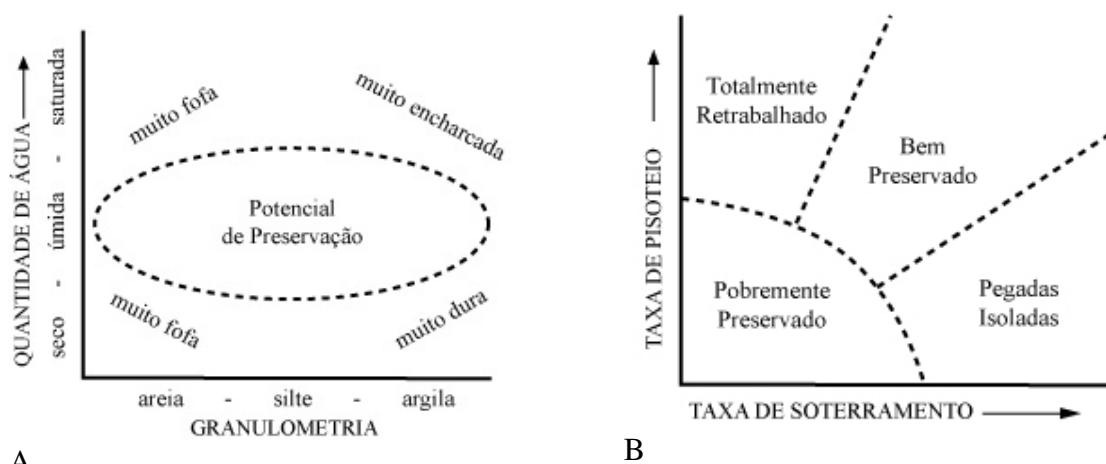 QUANTIDADE DE ÁGUA
seco - úmida - saturada
muito fofa
muito encharcada
Potencial
de Preservação
muito fofa
muito dura
areia - silte - argila
GRANULOMETRIA
A
TAXA DE PISOTEIO
Totalmente
Retrabalhado
Bem
Preservado
Pobremente
Preservado
Pegadas
Isoladas
TAXA DE SOTERRAMENTO
B